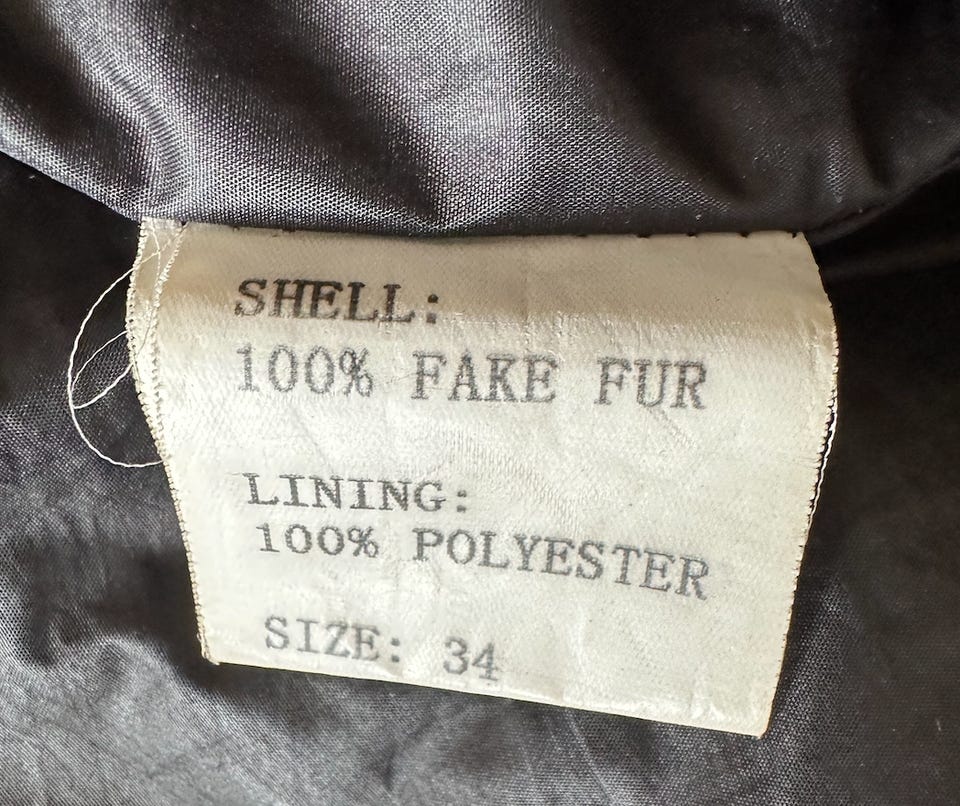 SHELL:
100% FAKE FUR
LINING:
100% POLYESTER
SIZE: 34